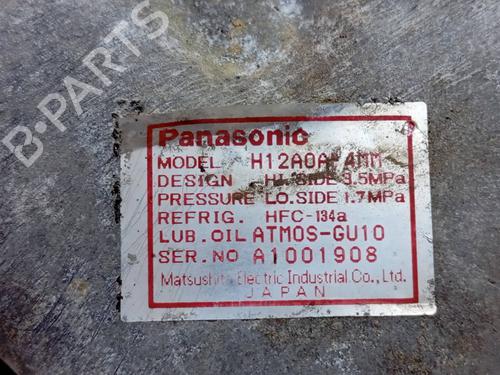 Panasonic
MODEL H12A0A 4MM
DESIGN HI.SIDE 3.5MPa
PRESSURE LO.SIDE 1.7MPa
REFRIG. HFC-134a
LUB.OIL ATMOS-GU10
SER.NO A1001908
Matsushita Electric Industrial Co., Ltd.
JAPAN
B-PARTS